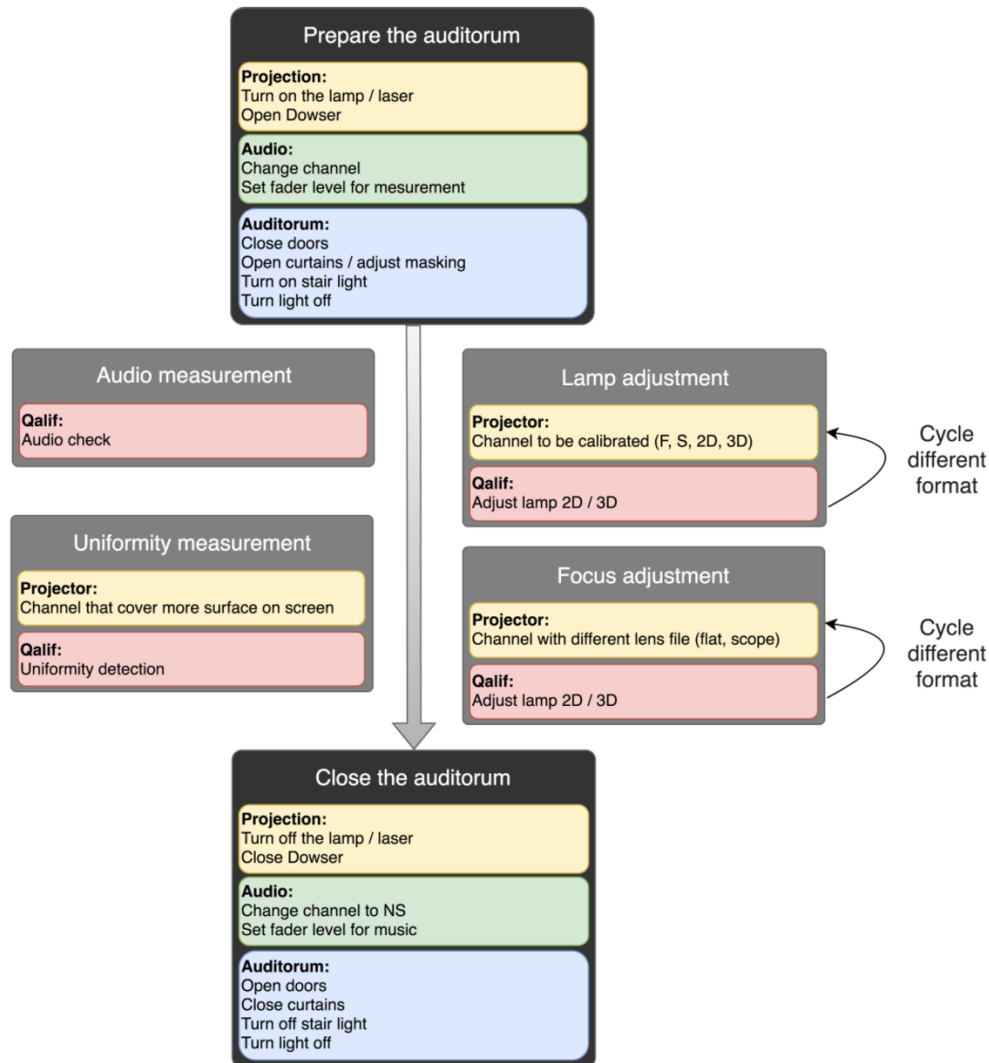 Prepare the auditorum
Projection:
Turn on the lamp / laser
Open Dowser
Audio:
Change channel
Set fader level for mesurement
Auditorum:
Close doors
Open curtains / adjust masking
Turn on stair light
Turn light off
Audio measurement
Qalif:
Audio check
Lamp adjustment
Projector:
Channel to be calibrated (F, S, 2D, 3D)
Qalif:
Adjust lamp 2D / 3D
Cycle
different
format
Uniformity measurement
Projector:
Channel that cover more surface on screen
Qalif:
Uniformity detection
Focus adjustment
Projector:
Channel with different lens file (flat, scope)
Qalif:
Adjust lamp 2D / 3D
Cycle
different
format
Close the auditorum
Projection:
Turn off the lamp / laser
Close Dowser
Audio:
Change channel to NS
Set fader level for music
Auditorum:
Open doors
Close curtains
Turn off stair light
Turn light off